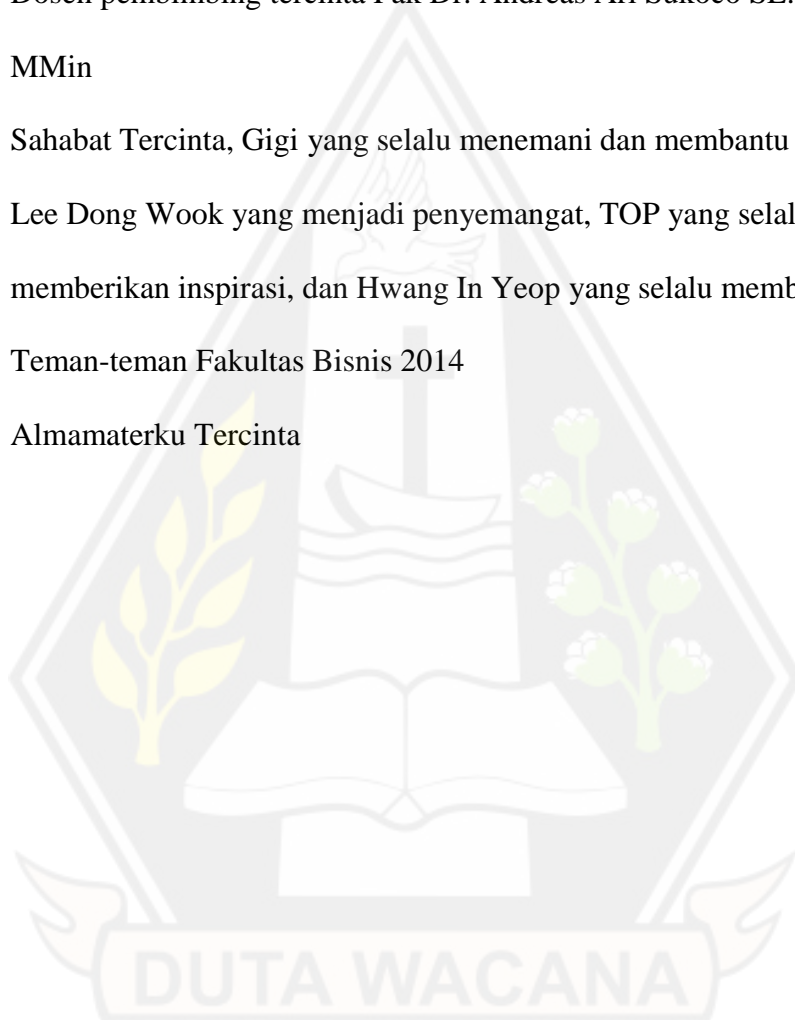 Dosen pembimbing tercinta Pak Dr. Andreas Ari Sukoco SE.
MMin
Sahabat Tercinta, Gigi yang selalu menemani dan membantu
Lee Dong Wook yang menjadi penyemangat, TOP yang
memberikan inspirasi, dan Hwang In Yeop yang selalu
Teman-teman Fakultas Bisnis 2014
Almamaterku Tercinta
DUTA WACANA